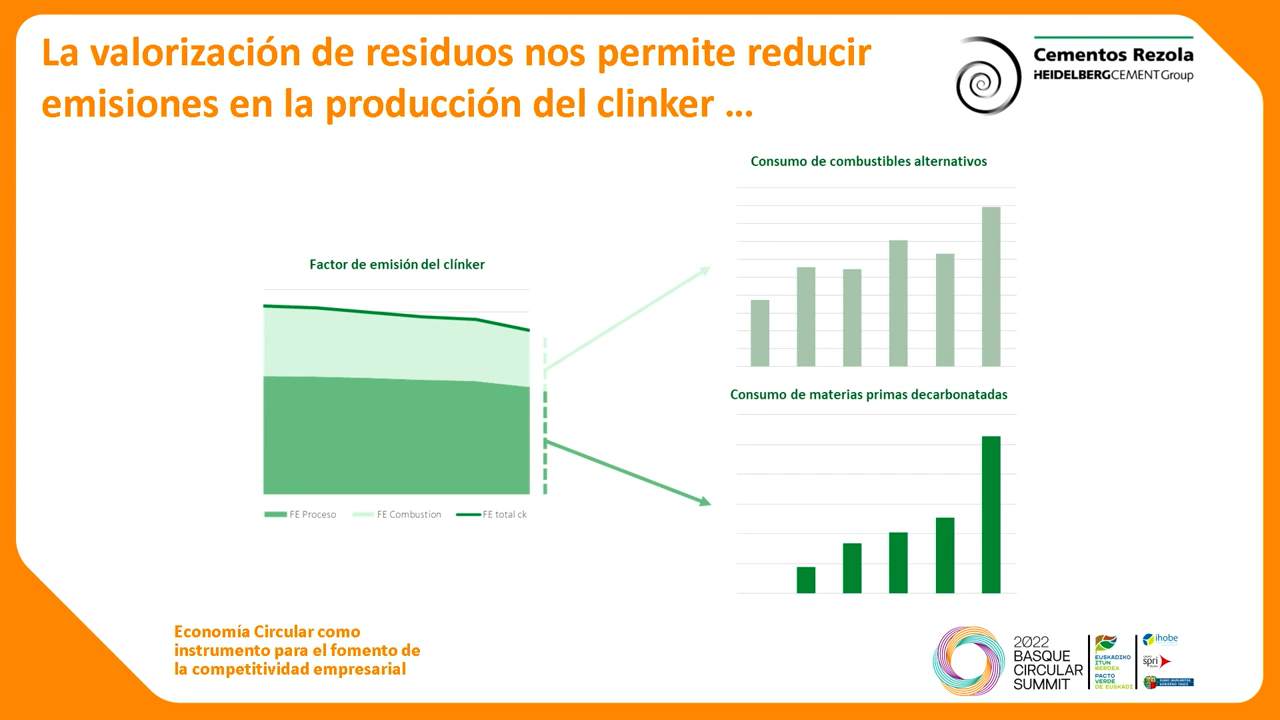 La valorización de residuos nos permite reducir
emisiones en la producción del clinker ...
Cementos Rezola
HEIDELBERGCEMENT Group
Consumo de combustibles alternativos
Factor de emisión del clínker
Consumo de materias primas decarbonatadas
FE Proceso
FE Combustion
FE total ck
Economía Circular como
instrumento para el fomento de
la competitividad empresarial
2022
BASQUE
CIRCULAR
SUMMIT
EUSKADIKO
ITUN
BERDEA
PACTO
VERDE
DE EUSKADI
ihobe
spri